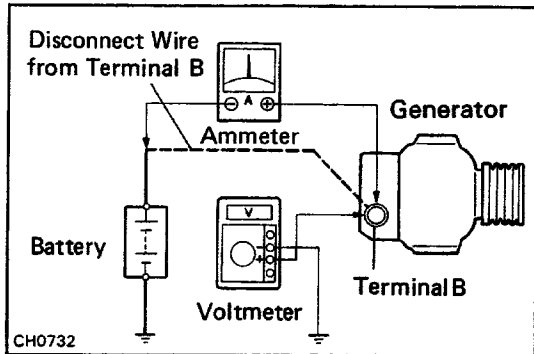 Disconnect Wire
from Terminal B
A
Ammeter
Generator
V
Battery
Voltmeter
Terminal B
CH0732